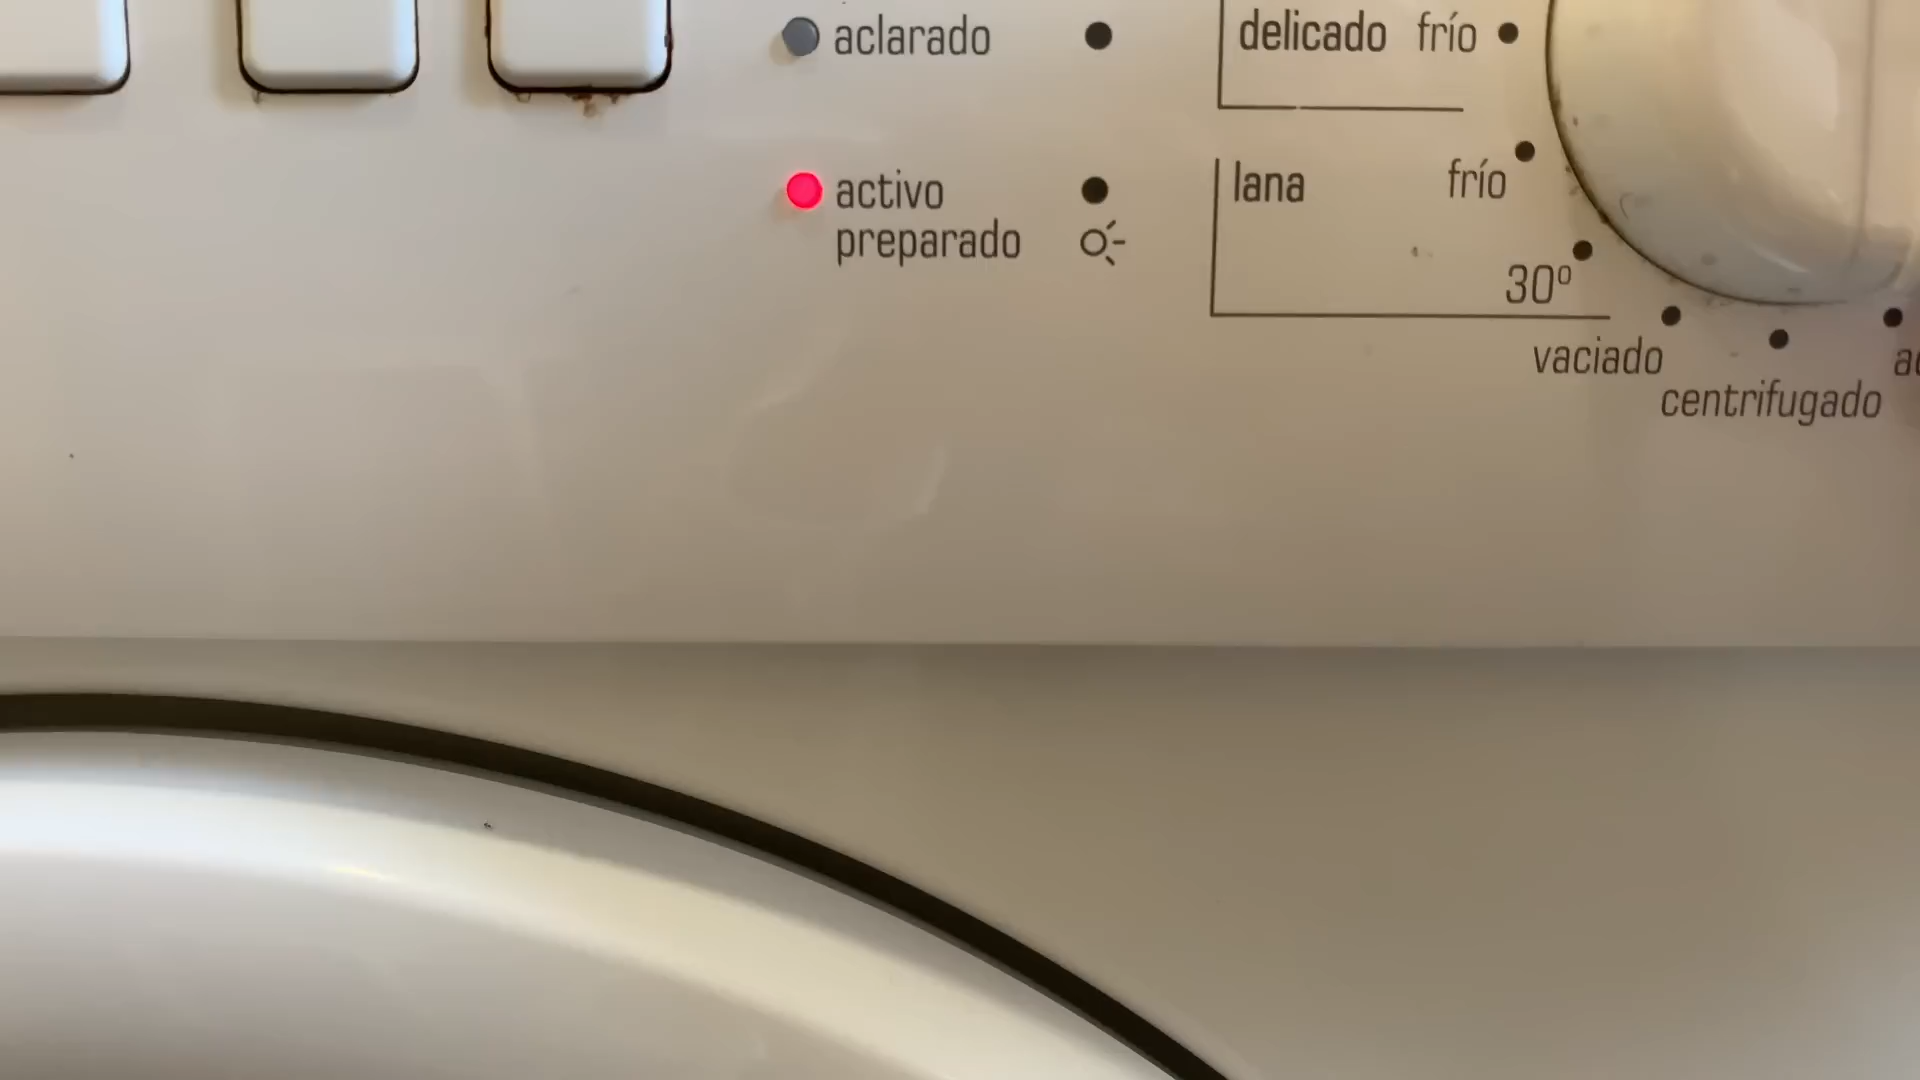 aclarado
delicado frío
activo
preparado
lana frío
30º
vaciado
centrifugado